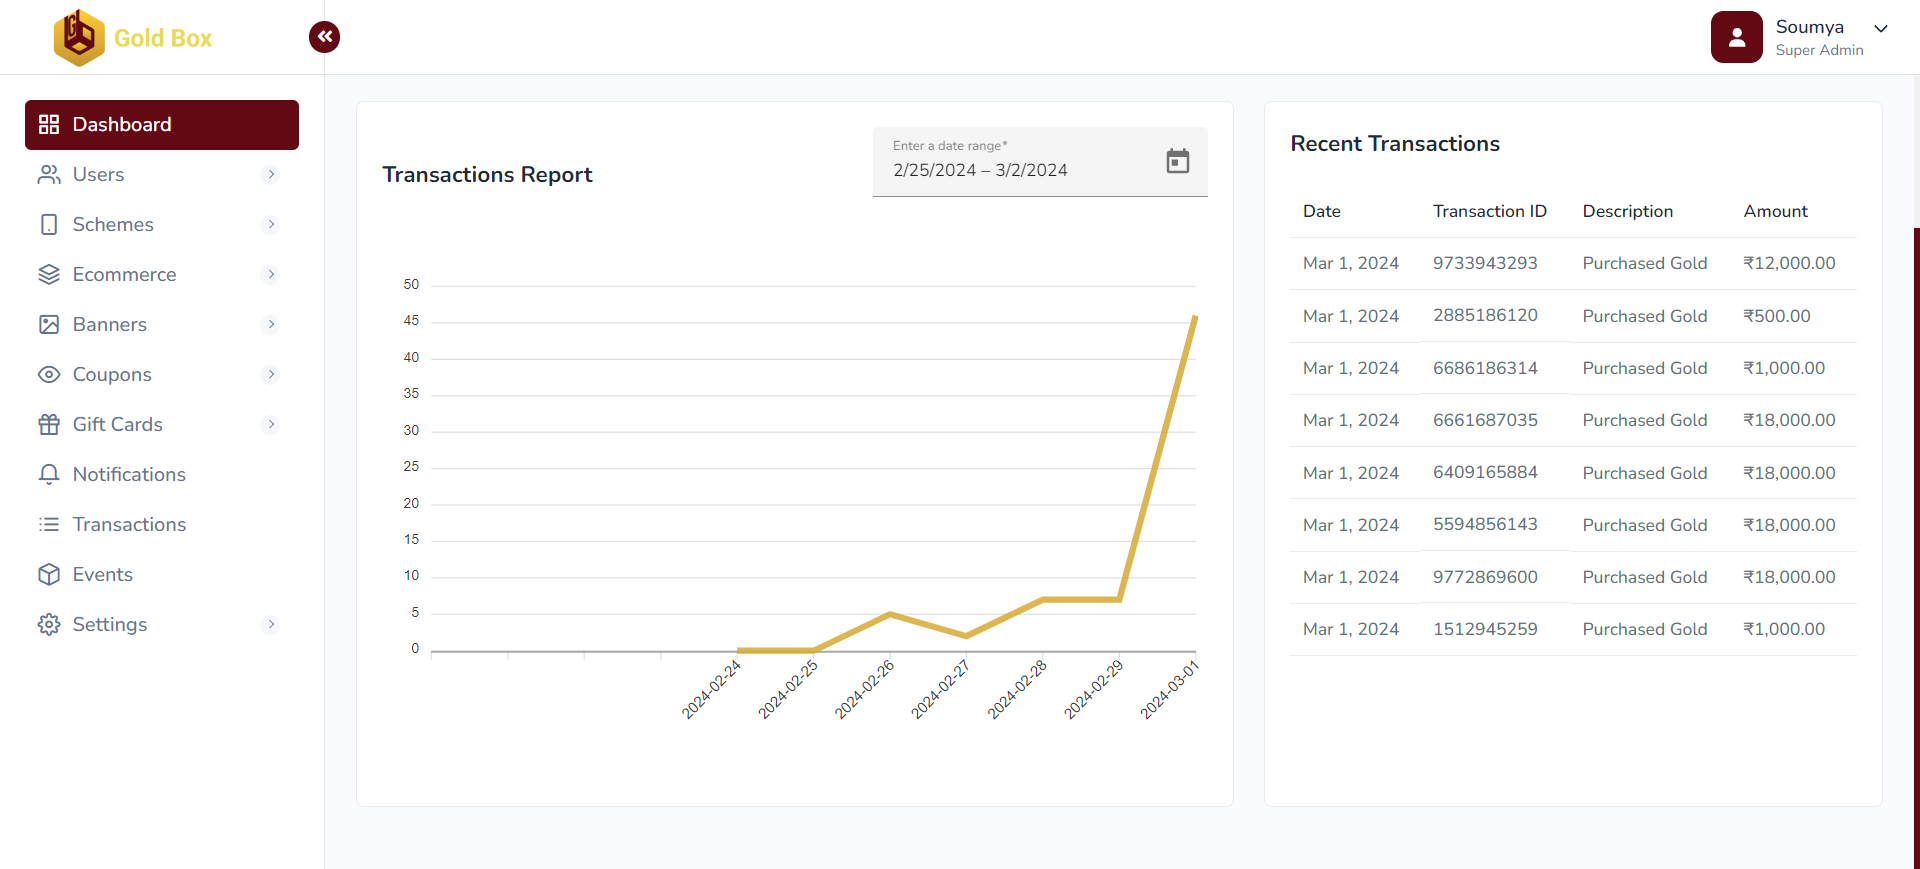 Gold Box
Soumya
Super Admin
Dashboard
Users
Schemes
Ecommerce
Banners
Coupons
Gift Cards
Notifications
Transactions
Events
Settings
Transactions Report
Enter a date range*
2/25/2024 – 3/2/2024
50
45
40
35
30
25
20
15
10
5
0
2024-02-24
2024-02-25
2024-02-26
2024-02-27
2024-02-28
2024-02-29
2024-03-01
Recent Transactions
Date Transaction ID Description Amount
Mar 1, 2024 9733943293 Purchased Gold ₹12,000.00
Mar 1, 2024 2885186120 Purchased Gold ₹500.00
Mar 1, 2024 6686186314 Purchased Gold ₹1,000.00
Mar 1, 2024 6661687035 Purchased Gold ₹18,000.00
Mar 1, 2024 6409165884 Purchased Gold ₹18,000.00
Mar 1, 2024 5594856143 Purchased Gold ₹18,000.00
Mar 1, 2024 9772869600 Purchased Gold ₹18,000.00
Mar 1, 2024 1512945259 Purchased Gold ₹1,000.00